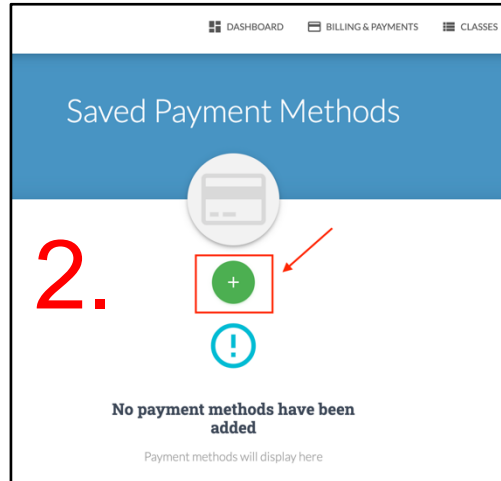 DASHBOARD BILLING & PAYMENTS CLASSES
Saved Payment Methods
2.
+
!
No payment methods have been
added
Payment methods will display here